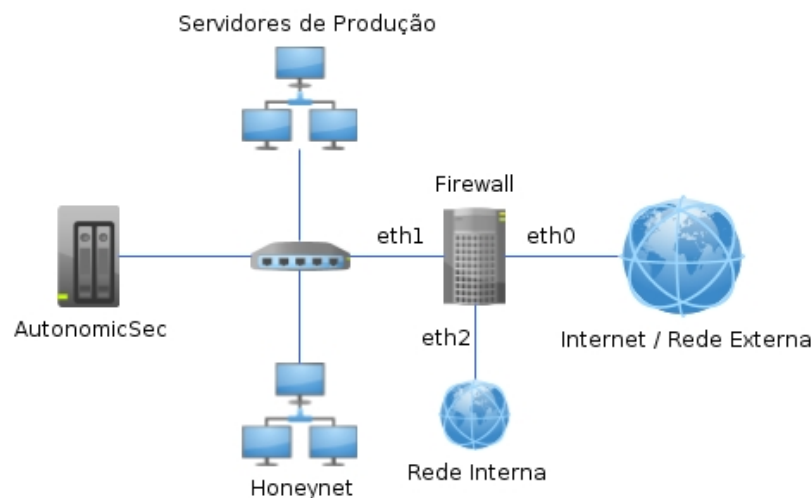 Servidores de Produção
Firewall
eth1
eth0
AutonomicSec
eth2
Internet / Rede Externa
Rede Interna
Honeynet